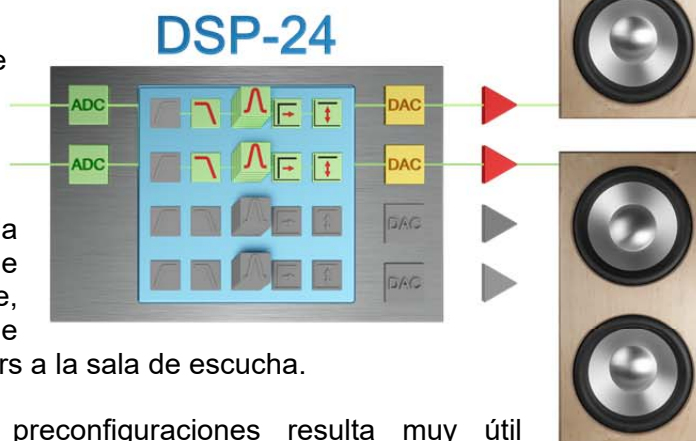 DSP-24
e
ADC DAC
ADC DAC
a
e DAC
e,
e DAC
rs a la sala de escucha.
preconfiguraciones resulta muy útil